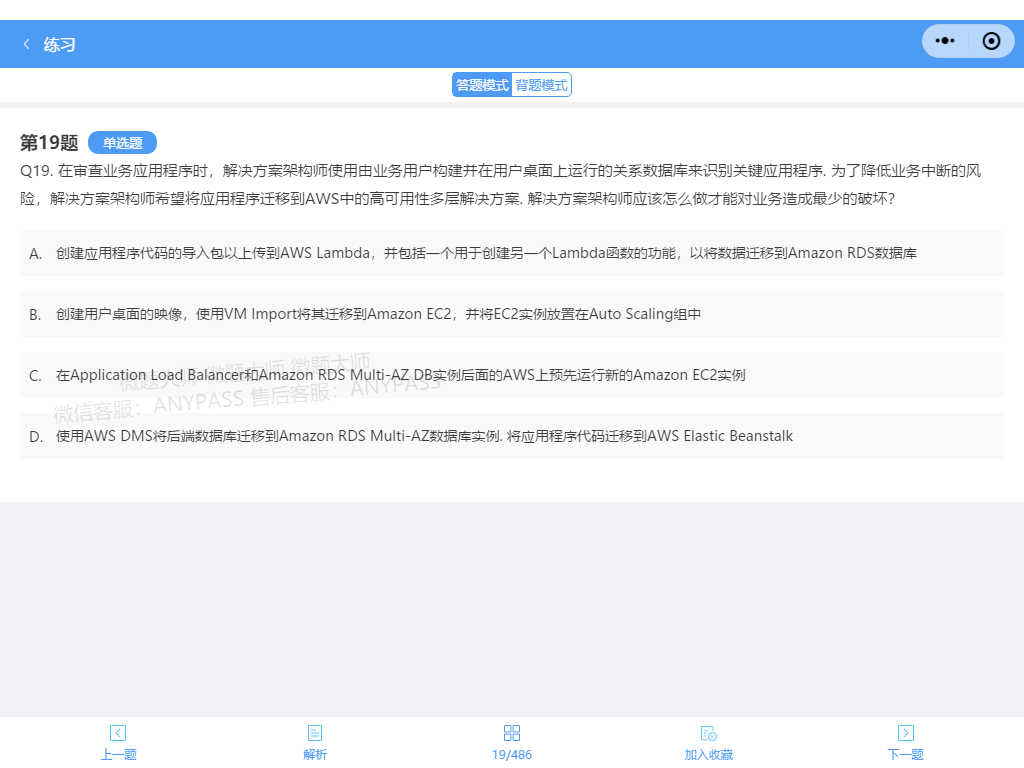 练习
答题模式 背题模式
第19题 单选题
Q19. 在审查业务应用程序时，解决方案架构师使用由业务用户构建并在用户桌面上运行的关系数据库来识别关键应用程序. 为了降低业务中断的风
险，解决方案架构师希望将应用程序迁移到AWS中的高可用性多层解决方案. 解决方案架构师应该怎么做才能对业务造成最少的破坏？
A. 创建应用程序代码的导入包以上传到AWS Lambda，并包括一个用于创建另一个Lambda函数的功能，以将数据迁移到Amazon RDS数据库
B. 创建用户桌面的映像，使用VM Import将其迁移到Amazon EC2，并将EC2实例放置在Auto Scaling组中
微题大师 微题大师 微题大师
C. 在Application Load Balancer和Amazon RDS Multi-AZ DB实例后面的AWS上预先运行新的Amazon EC2实例
微信客服：ANYPASS 售后客服：ANYPASS
D. 使用AWS DMS将后端数据库迁移到Amazon RDS Multi-AZ数据库实例. 将应用程序代码迁移到AWS Elastic Beanstalk
上一题 解析 19/486 加入收藏 下一题